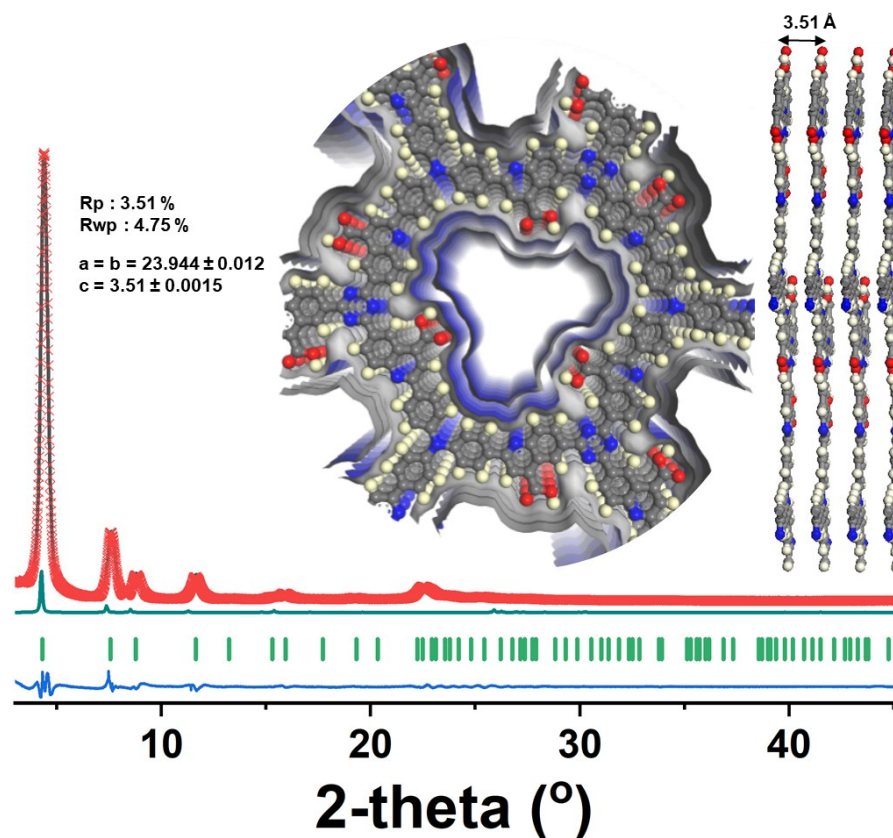 3.51 Å
Rp : 3.51 %
Rwp : 4.75 %
a = b = 23.944 ± 0.012
c = 3.51 ± 0.0015
10 20 30 40
2-theta (º)